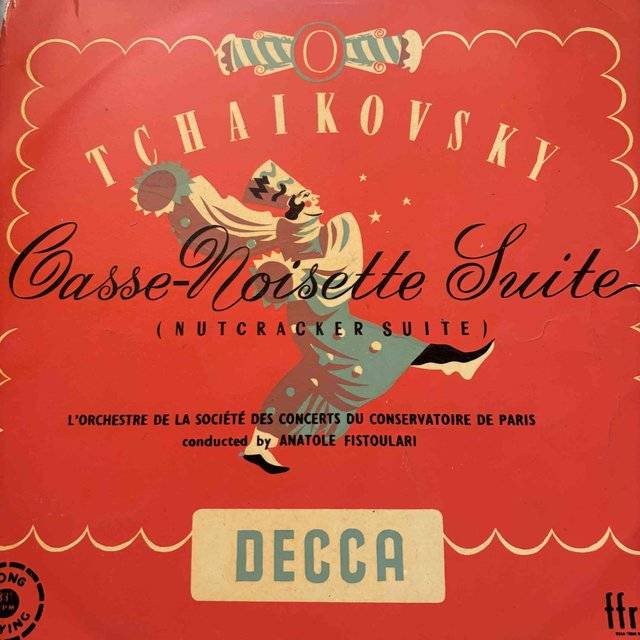 TCHAIKOVSKY
Casse-Noisette Suite
(NUTCRACKER SUITE)
L'ORCHESTRE DE LA SOCIÉTÉ DES CONCERTS DU CONSERVATOIRE DE PARIS
conducted by ANATOLE FISTOULARI
DECCA